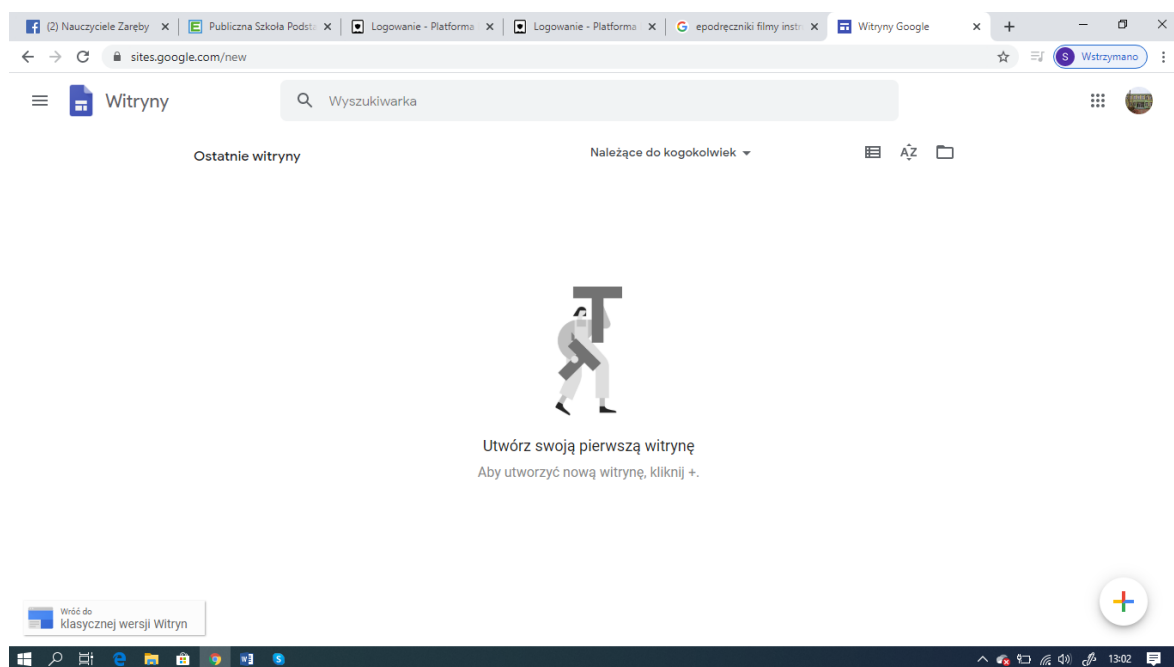 (2) Nauczyciele Zaręby
Publiczna Szkoła Podsta
Logowanie - Platforma
Logowanie - Platforma
epodręczniki filmy instr
Witryny Google
sites.google.com/new
S Wstrzymano
Witryny
Wyszukiwarka
Ostatnie witryny
Należące do kogokolwiek
AZ
Utwórz swoją pierwszą witrynę
Aby utworzyć nową witrynę, kliknij +.
Wróć do
klasycznej wersji Witryn
13:02